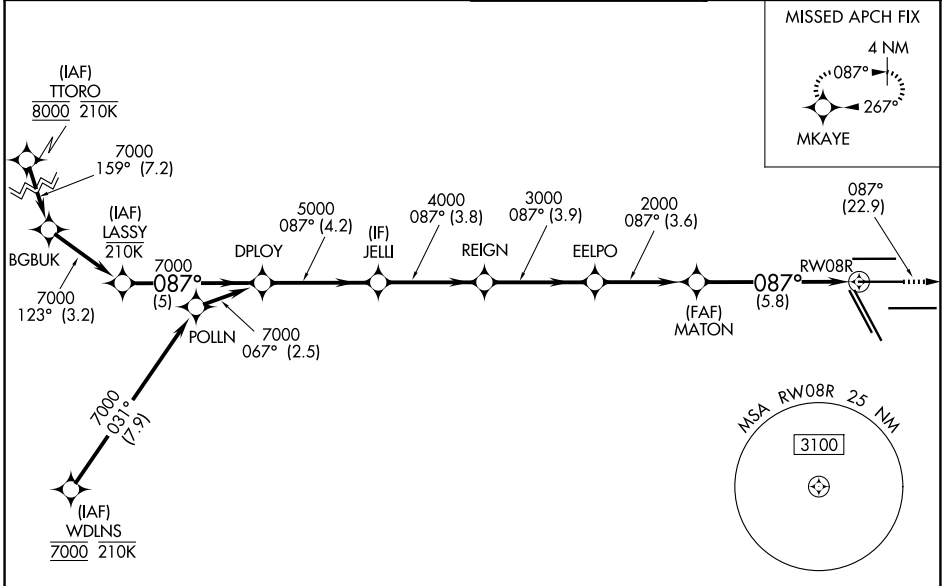 MISSED APCH FIX
4 NM
087°
267°
MKAYE
(IAF)
TTORO
8000 210K
7000
159° (7.2)
BGBUK
7000
123° (3.2)
(IAF)
LASSY
210K
7000
087°
(5)
DPLOY
5000
087° (4.2)
(IF)
JELLI
4000
087° (3.8)
REIGN
3000
087° (3.9)
EELPO
2000
087° (3.6)
(FAF)
MATON
087°
(5.8)
RW08R
087°
(22.9)
POLLN
7000
067° (2.5)
7000
031°
(7.9)
(IAF)
WDLNS
7000 210K
MSA RW08R 25 NM
3100